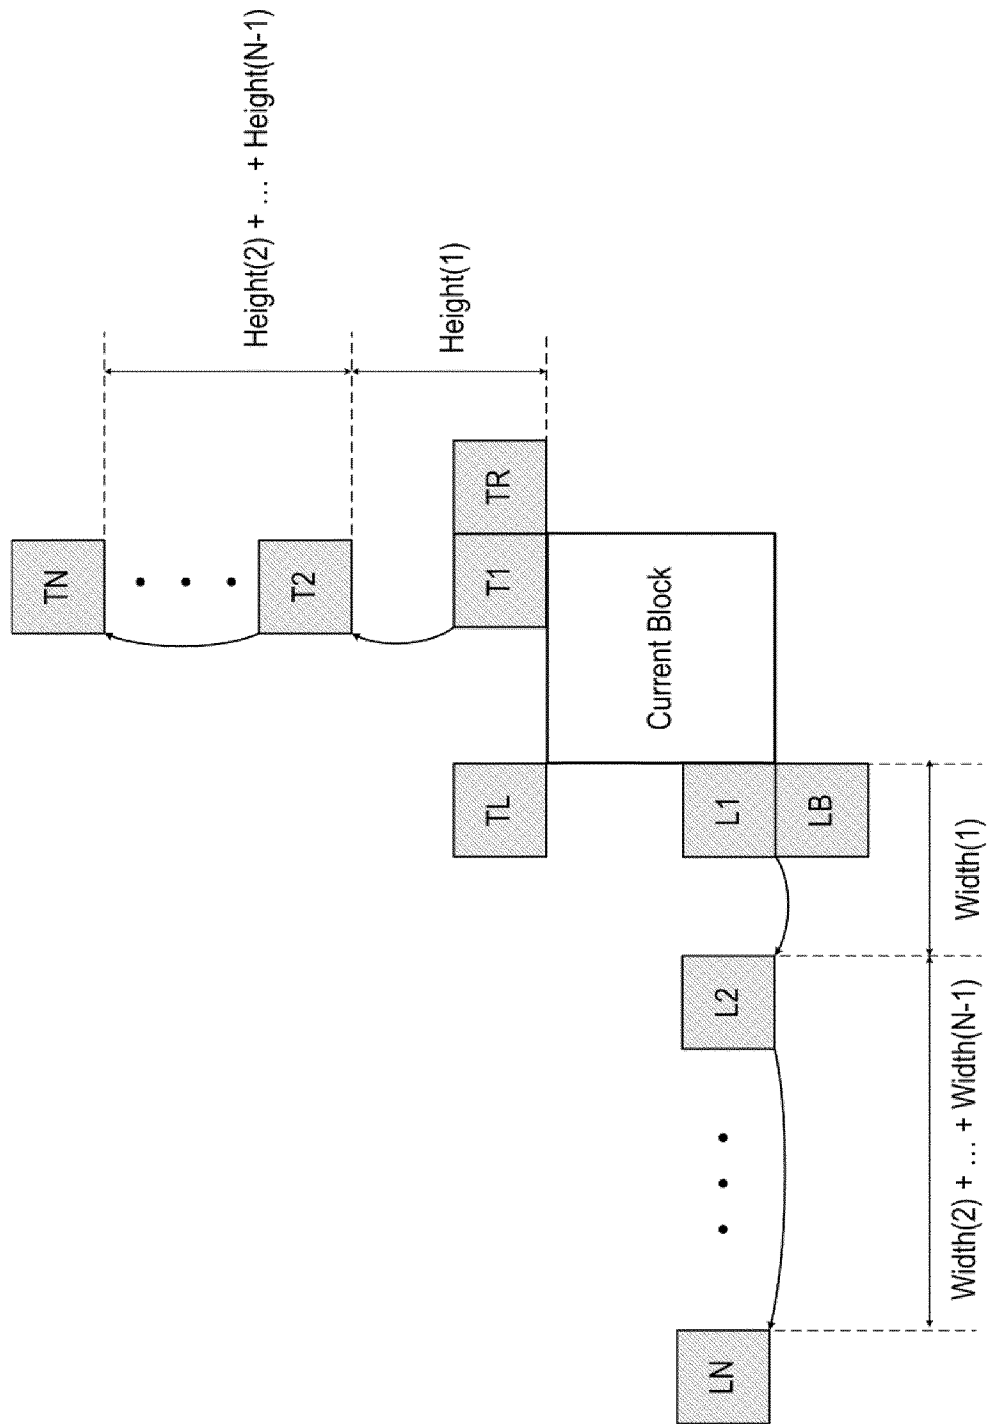 TN
Height(2) + ... + Height(N-1)
T2
Height(1)
TL
T1
TR
Current Block
LN
L2
L1
LB
Width(2) + ... + Width(N-1)
Width(1)